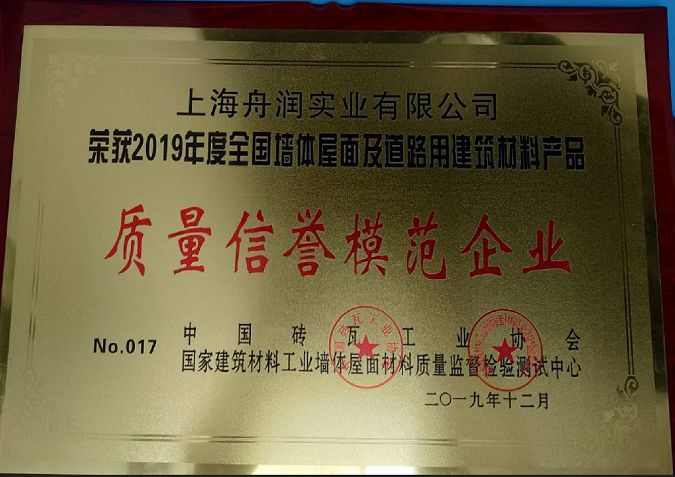 上海舟润实业有限公司
荣获2019年度全国墙体屋面及道路用建筑材料产品
质量信誉模范企业
No.017
中国砖瓦工业协会
国家建筑材料工业墙体屋面材料质量监督检验测试中心
二〇一九年十二月